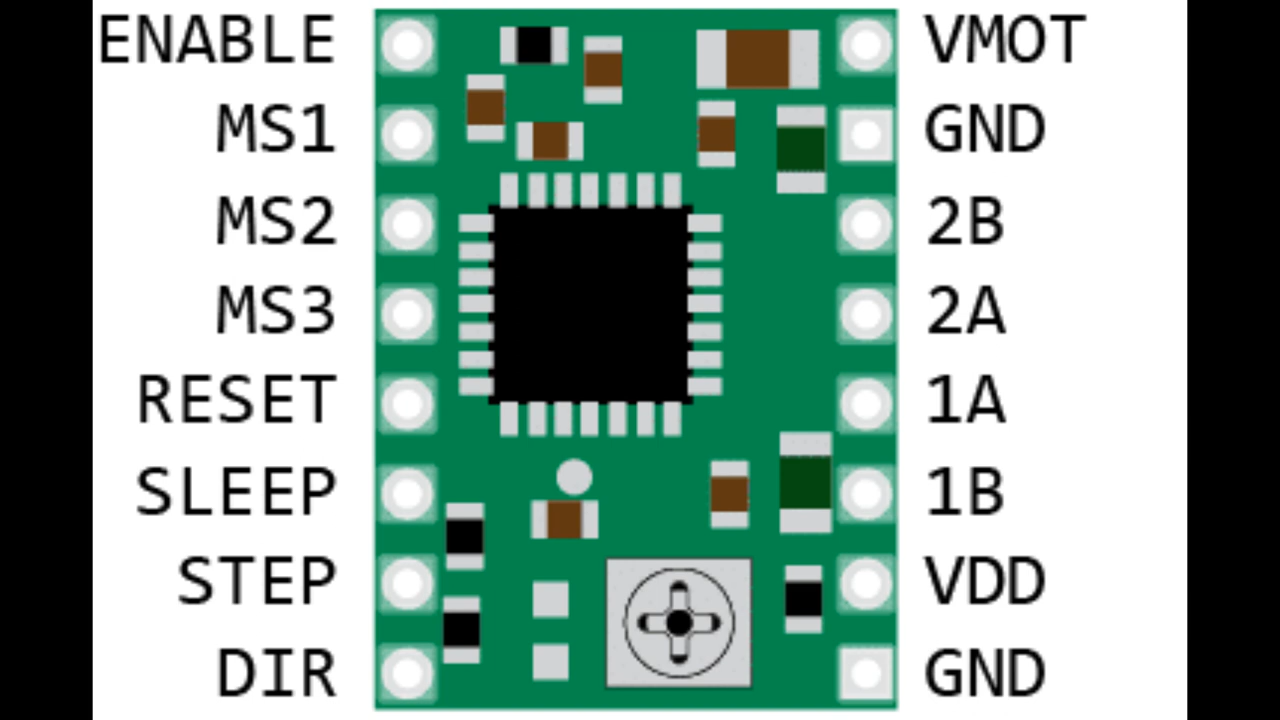 ENABLE VMOT
MS1 GND
MS2 2B
MS3 2A
RESET 1A
SLEEP 1B
STEP VDD
DIR GND